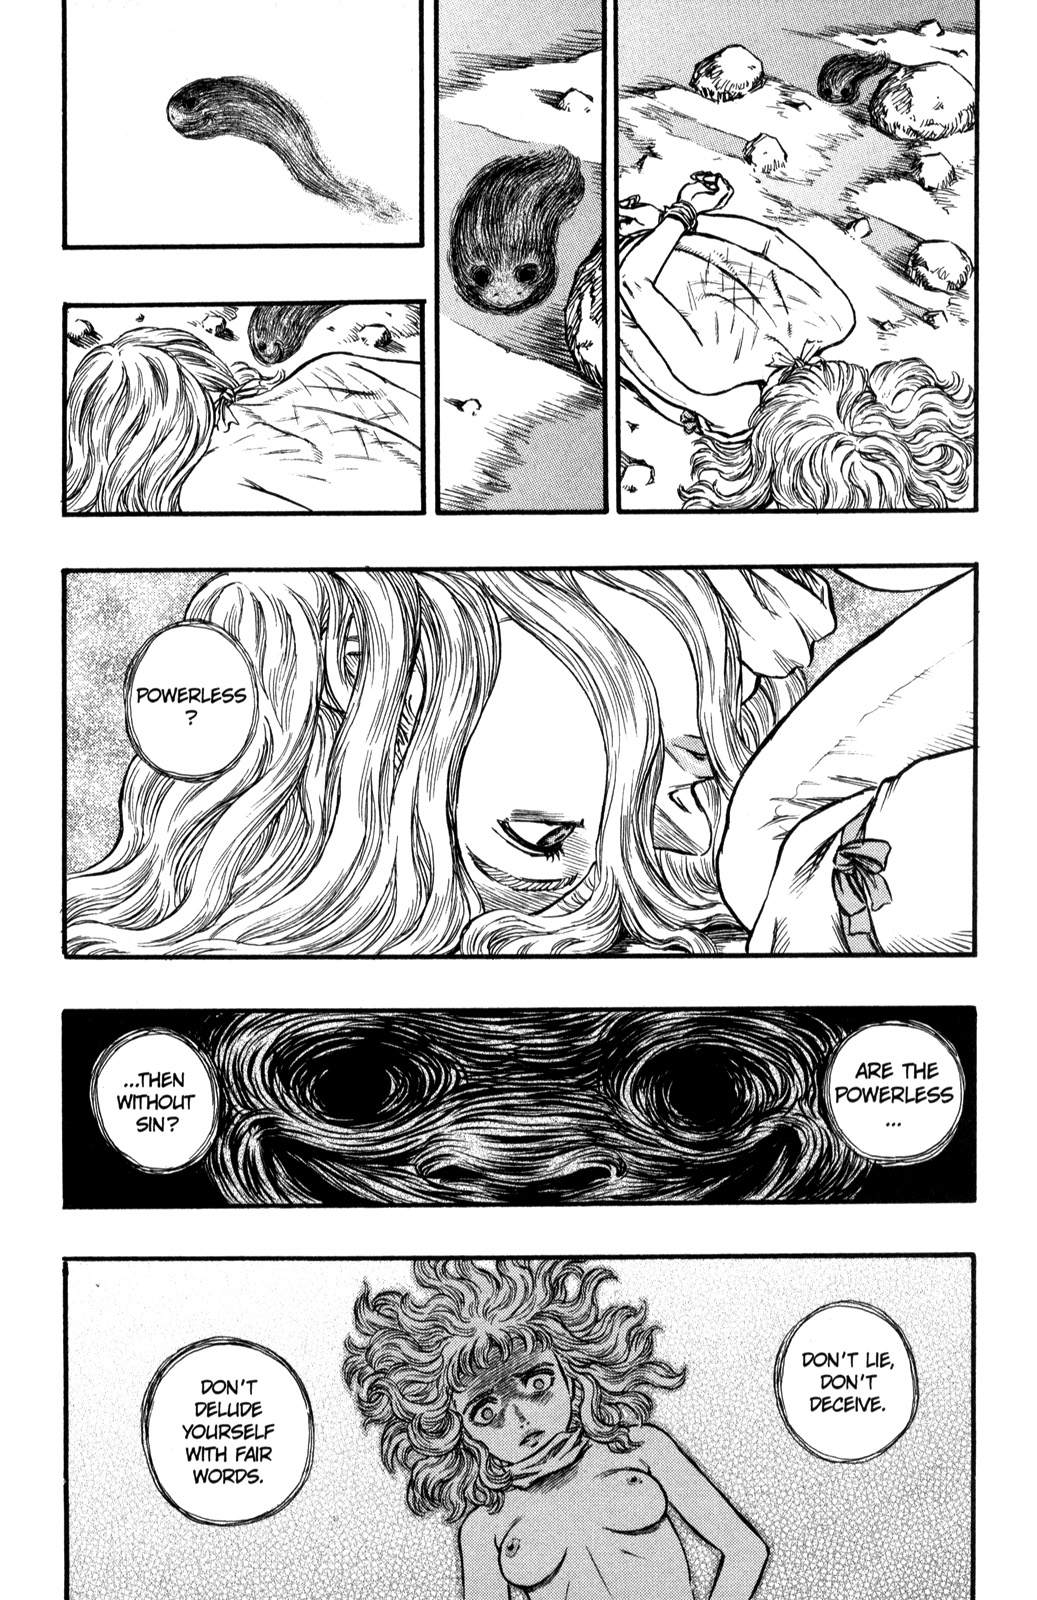 POWERLESS
?
ARE THE
POWERLESS
...
...THEN
WITHOUT
SIN?
DON'T LIE,
DON'T
DECEIVE.
DON'T
DELUDE
YOURSELF
WITH FAIR
WORDS.